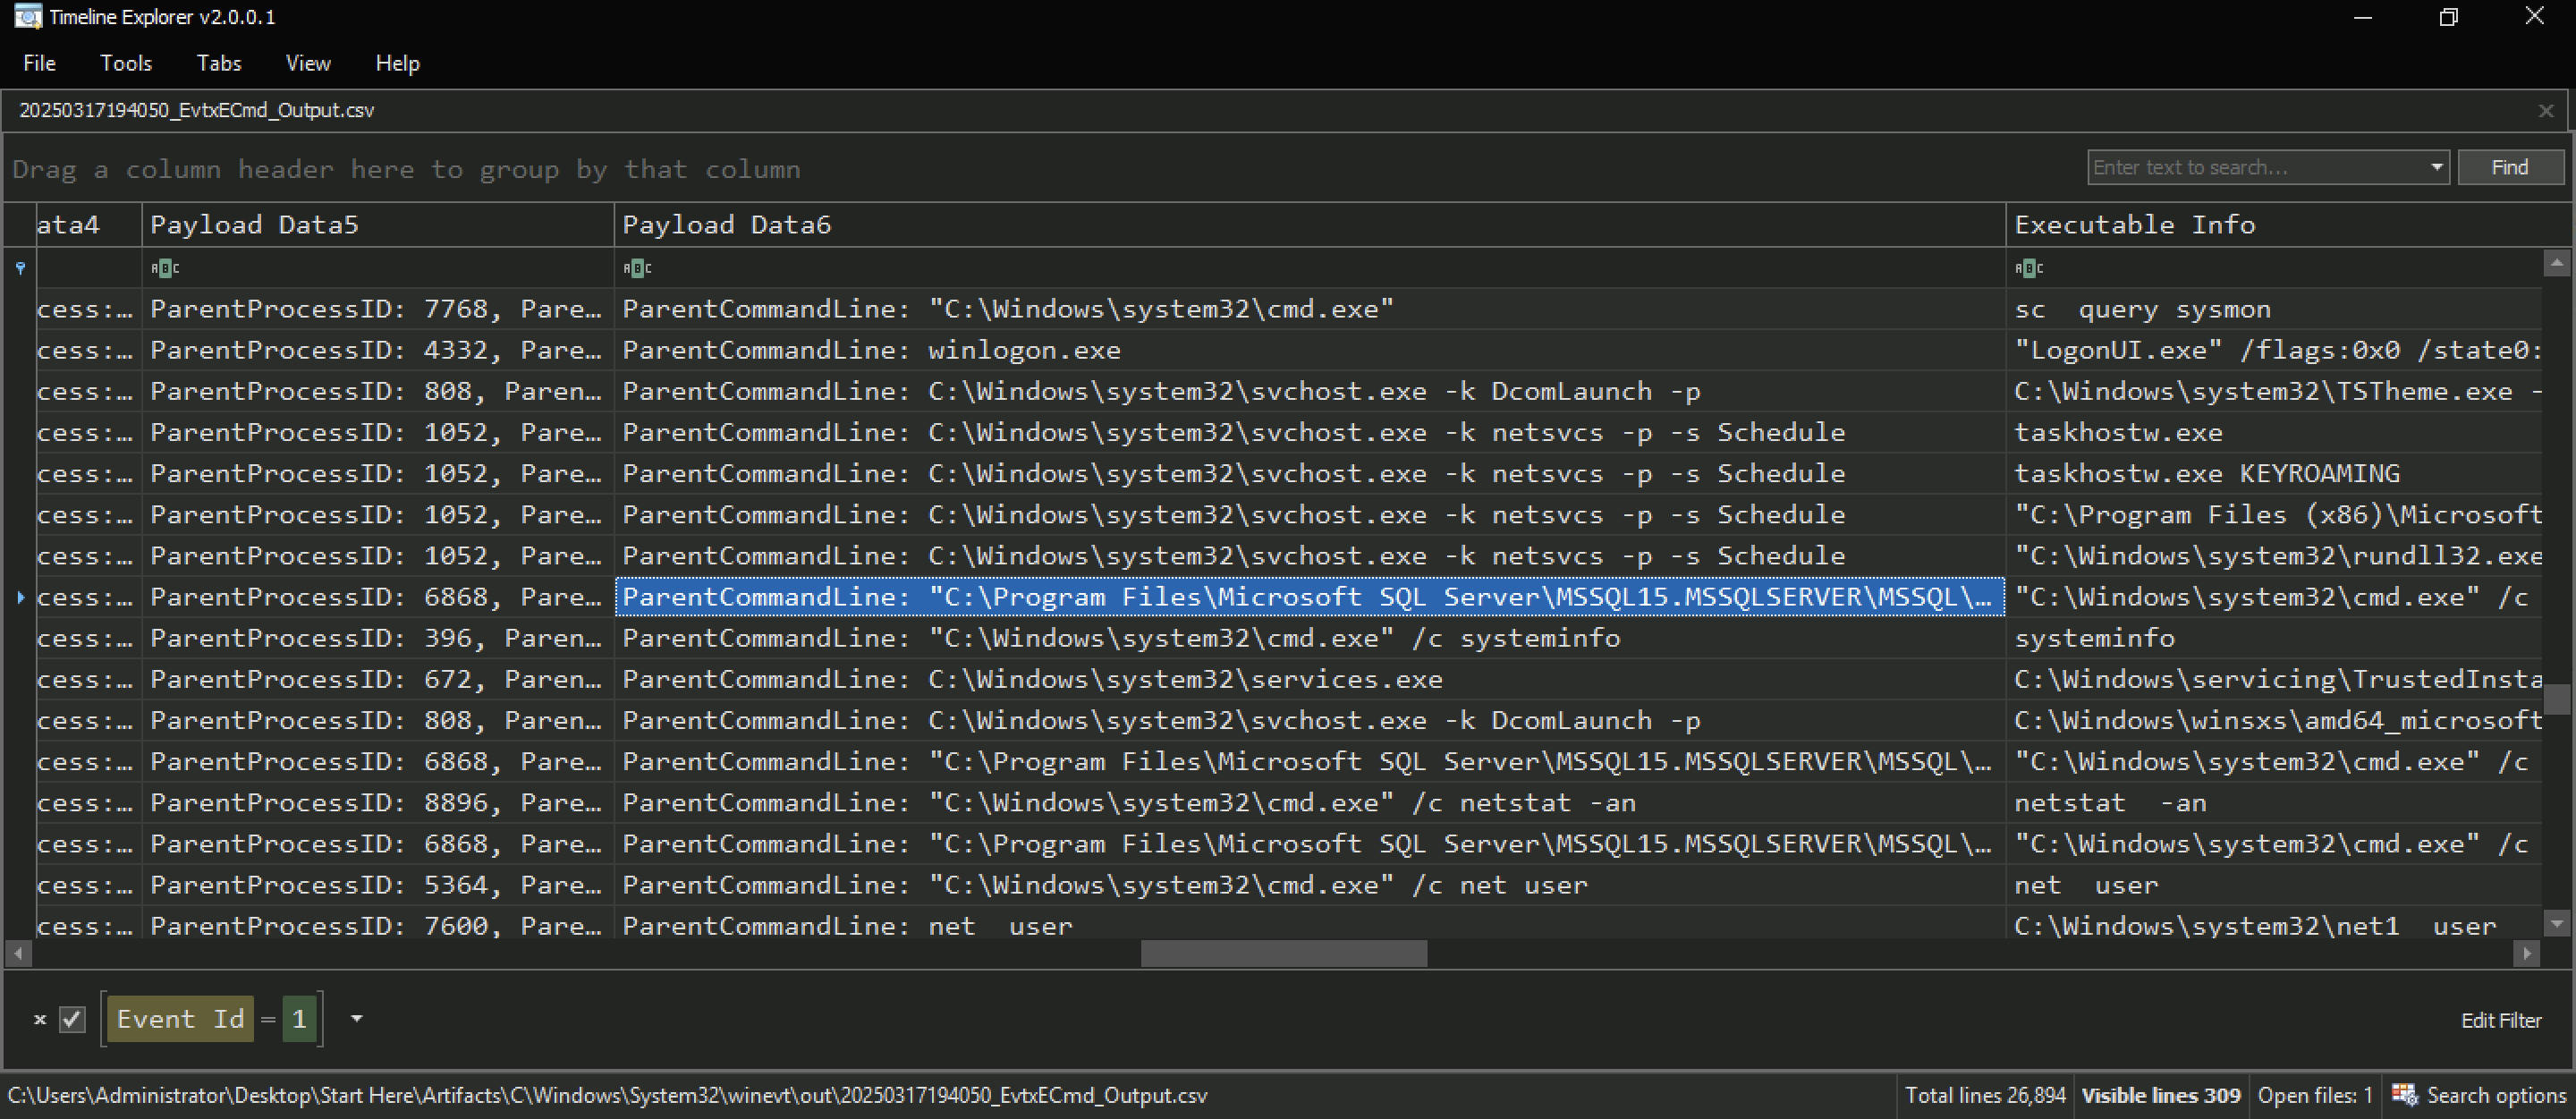 Timeline Explorer v2.0.0.1
File Tools Tabs View Help
20250317194050_EvtxECmd_Output.csv
Drag a column header here to group by that column
Enter text to search...
Find
ata4 Payload Data5 Payload Data6 Executable Info
ABC ABC ABC
cess:… ParentProcessID: 7768, Pare… ParentCommandLine: "C:\Windows\system32\cmd.exe" sc  query sysmon
cess:… ParentProcessID: 4332, Pare… ParentCommandLine: winlogon.exe "LogonUI.exe" /flags:0x0 /state0:
cess:… ParentProcessID: 808, Paren… ParentCommandLine: C:\Windows\system32\svchost.exe -k DcomLaunch -p C:\Windows\system32\TSTheme.exe -
cess:… ParentProcessID: 1052, Pare… ParentCommandLine: C:\Windows\system32\svchost.exe -k netsvcs -p -s Schedule taskhostw.exe
cess:… ParentProcessID: 1052, Pare… ParentCommandLine: C:\Windows\system32\svchost.exe -k netsvcs -p -s Schedule taskhostw.exe KEYROAMING
cess:… ParentProcessID: 1052, Pare… ParentCommandLine: C:\Windows\system32\svchost.exe -k netsvcs -p -s Schedule "C:\Program Files (x86)\Microsoft
cess:… ParentProcessID: 1052, Pare… ParentCommandLine: C:\Windows\system32\svchost.exe -k netsvcs -p -s Schedule "C:\Windows\system32\rundll32.exe
cess:… ParentProcessID: 6868, Pare… ParentCommandLine: "C:\Program Files\Microsoft SQL Server\MSSQL15.MSSQLSERVER\MSSQL\… "C:\Windows\system32\cmd.exe" /c
cess:… ParentProcessID: 396, Paren… ParentCommandLine: "C:\Windows\system32\cmd.exe" /c systeminfo systeminfo
cess:… ParentProcessID: 672, Paren… ParentCommandLine: C:\Windows\system32\services.exe C:\Windows\servicing\TrustedInsta
cess:… ParentProcessID: 808, Paren… ParentCommandLine: C:\Windows\system32\svchost.exe -k DcomLaunch -p C:\Windows\winsxs\amd64_microsoft
cess:… ParentProcessID: 6868, Pare… ParentCommandLine: "C:\Program Files\Microsoft SQL Server\MSSQL15.MSSQLSERVER\MSSQL\… "C:\Windows\system32\cmd.exe" /c
cess:… ParentProcessID: 8896, Pare… ParentCommandLine: "C:\Windows\system32\cmd.exe" /c netstat -an netstat  -an
cess:… ParentProcessID: 6868, Pare… ParentCommandLine: "C:\Program Files\Microsoft SQL Server\MSSQL15.MSSQLSERVER\MSSQL\… "C:\Windows\system32\cmd.exe" /c
cess:… ParentProcessID: 5364, Pare… ParentCommandLine: "C:\Windows\system32\cmd.exe" /c net user net  user
cess:… ParentProcessID: 7600, Pare… ParentCommandLine: net  user C:\Windows\system32\net1  user
x Event Id = 1
Edit Filter
C:\Users\Administrator\Desktop\Start Here\Artifacts\C\Windows\System32\winevt\out\20250317194050_EvtxECmd_Output.csv Total lines 26,894 Visible lines 309 Open files: 1 Search options